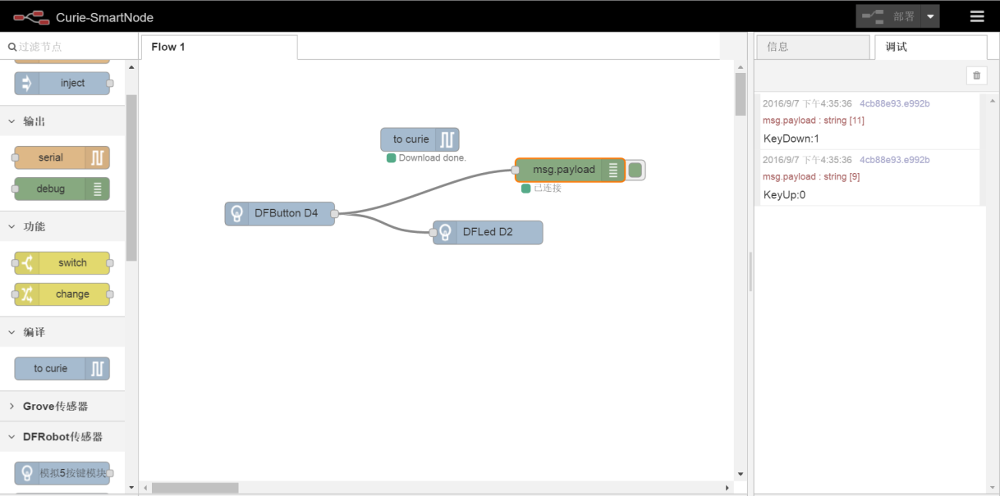 Curie-SmartNode
部署
过滤节点
inject
输出
serial
debug
功能
switch
change
编译
to curie
Grove传感器
DFRobot传感器
模拟5按键模块
Flow 1
to curie
Download done.
msg.payload
已连接
DFButton D4
DFLed D2
信息
调试
2016/9/7 下午4:35:36 4cb88e93.e992b
msg.payload : string [11]
KeyDown:1
2016/9/7 下午4:35:36 4cb88e93.e992b
msg.payload : string [9]
KeyUp:0